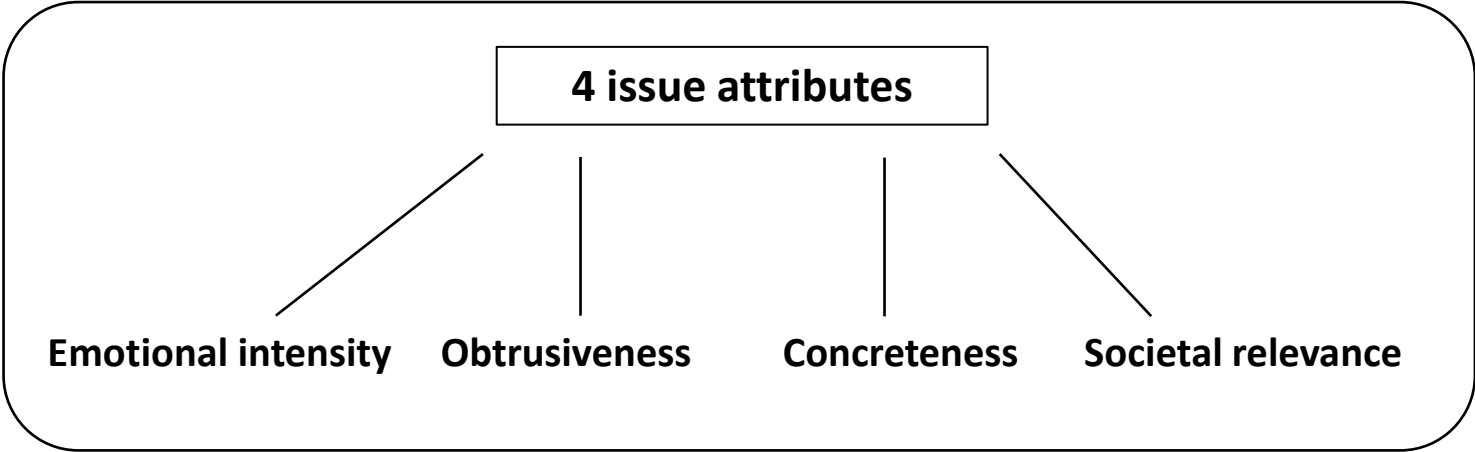 4 issue attributes
Emotional intensity Obtrusiveness Concreteness Societal relevance